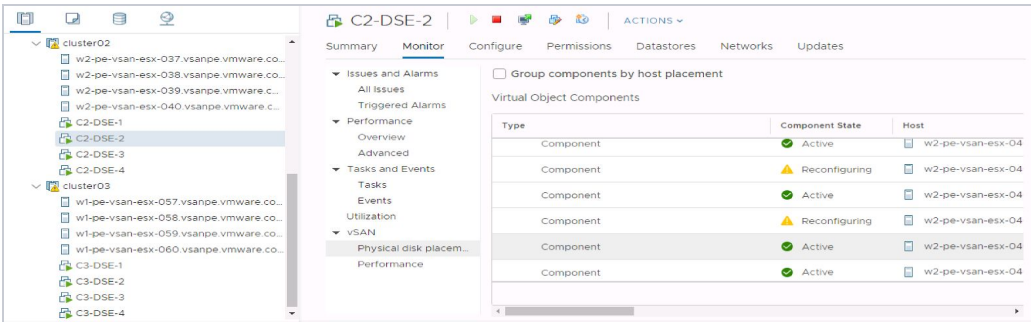 cluster02
w2-pe-vsan-esx-037.vsanpe.vmware.co...
w2-pe-vsan-esx-038.vsanpe.vmware.co...
w2-pe-vsan-esx-039.vsanpe.vmware.c...
w2-pe-vsan-esx-040.vsanpe.vmware.c...
C2-DSE-1
C2-DSE-2
C2-DSE-3
C2-DSE-4
cluster03
w1-pe-vsan-esx-057.vsanpe.vmware.co...
w1-pe-vsan-esx-058.vsanpe.vmware.co...
w1-pe-vsan-esx-059.vsanpe.vmware.co...
w1-pe-vsan-esx-060.vsanpe.vmware.co...
C3-DSE-1
C3-DSE-2
C3-DSE-3
C3-DSE-4
C2-DSE-2 ACTIONS
Summary Monitor Configure Permissions Datastores Networks Updates
Issues and Alarms
All Issues
Triggered Alarms
Performance
Overview
Advanced
Tasks and Events
Tasks
Events
Utilization
vSAN
Physical disk placem...
Performance
Group components by host placement
Virtual Object Components
Type Component State Host
Component Active w2-pe-vsan-esx-04
Component Reconfiguring w2-pe-vsan-esx-04
Component Active w2-pe-vsan-esx-04
Component Reconfiguring w2-pe-vsan-esx-04
Component Active w2-pe-vsan-esx-04
Component Active w2-pe-vsan-esx-04